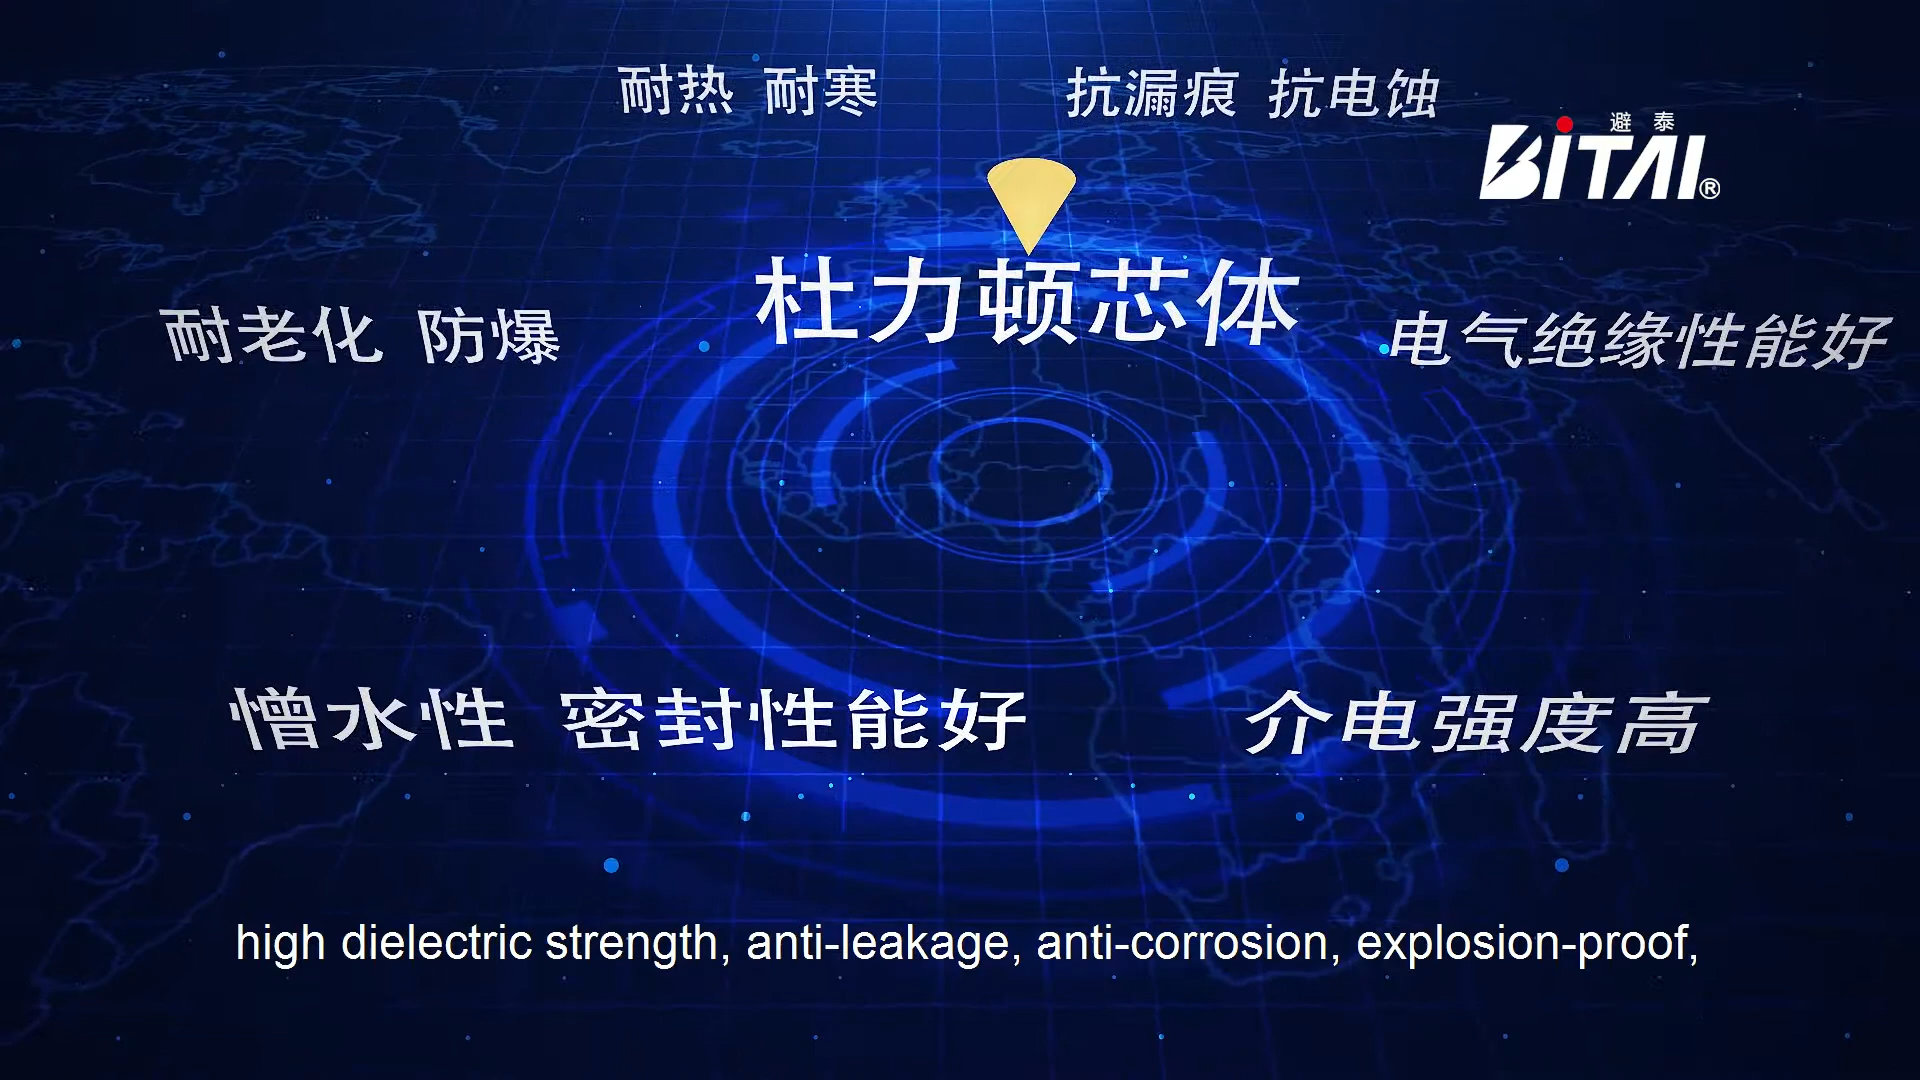 耐热 耐寒
抗漏痕 抗电蚀
避泰
BiTAI®
杜力顿芯体
耐老化 防爆
电气绝缘性能好
憎水性 密封性能好
介电强度高
high dielectric strength, anti-leakage, anti-corrosion, explosion-proof,